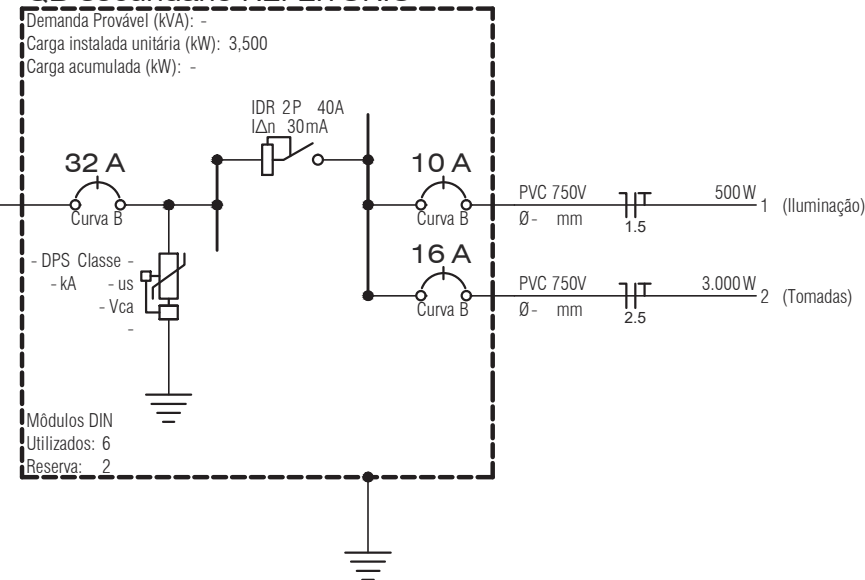 Demanda Provável (kVA): -
Carga instalada unitária (kW): 3,500
Carga acumulada (kW): -
IDR 2P 40A
I∆n 30mA
32 A
Curva B
10 A
Curva B
PVC 750V
Ø- mm
1.5
500 W
1 (Iluminação)
- DPS Classe -
- kA - us
- Vca
-
16 A
Curva B
PVC 750V
Ø- mm
2.5
3.000 W
2 (Tomadas)
Módulos DIN
Utilizados: 6
Reserva: 2